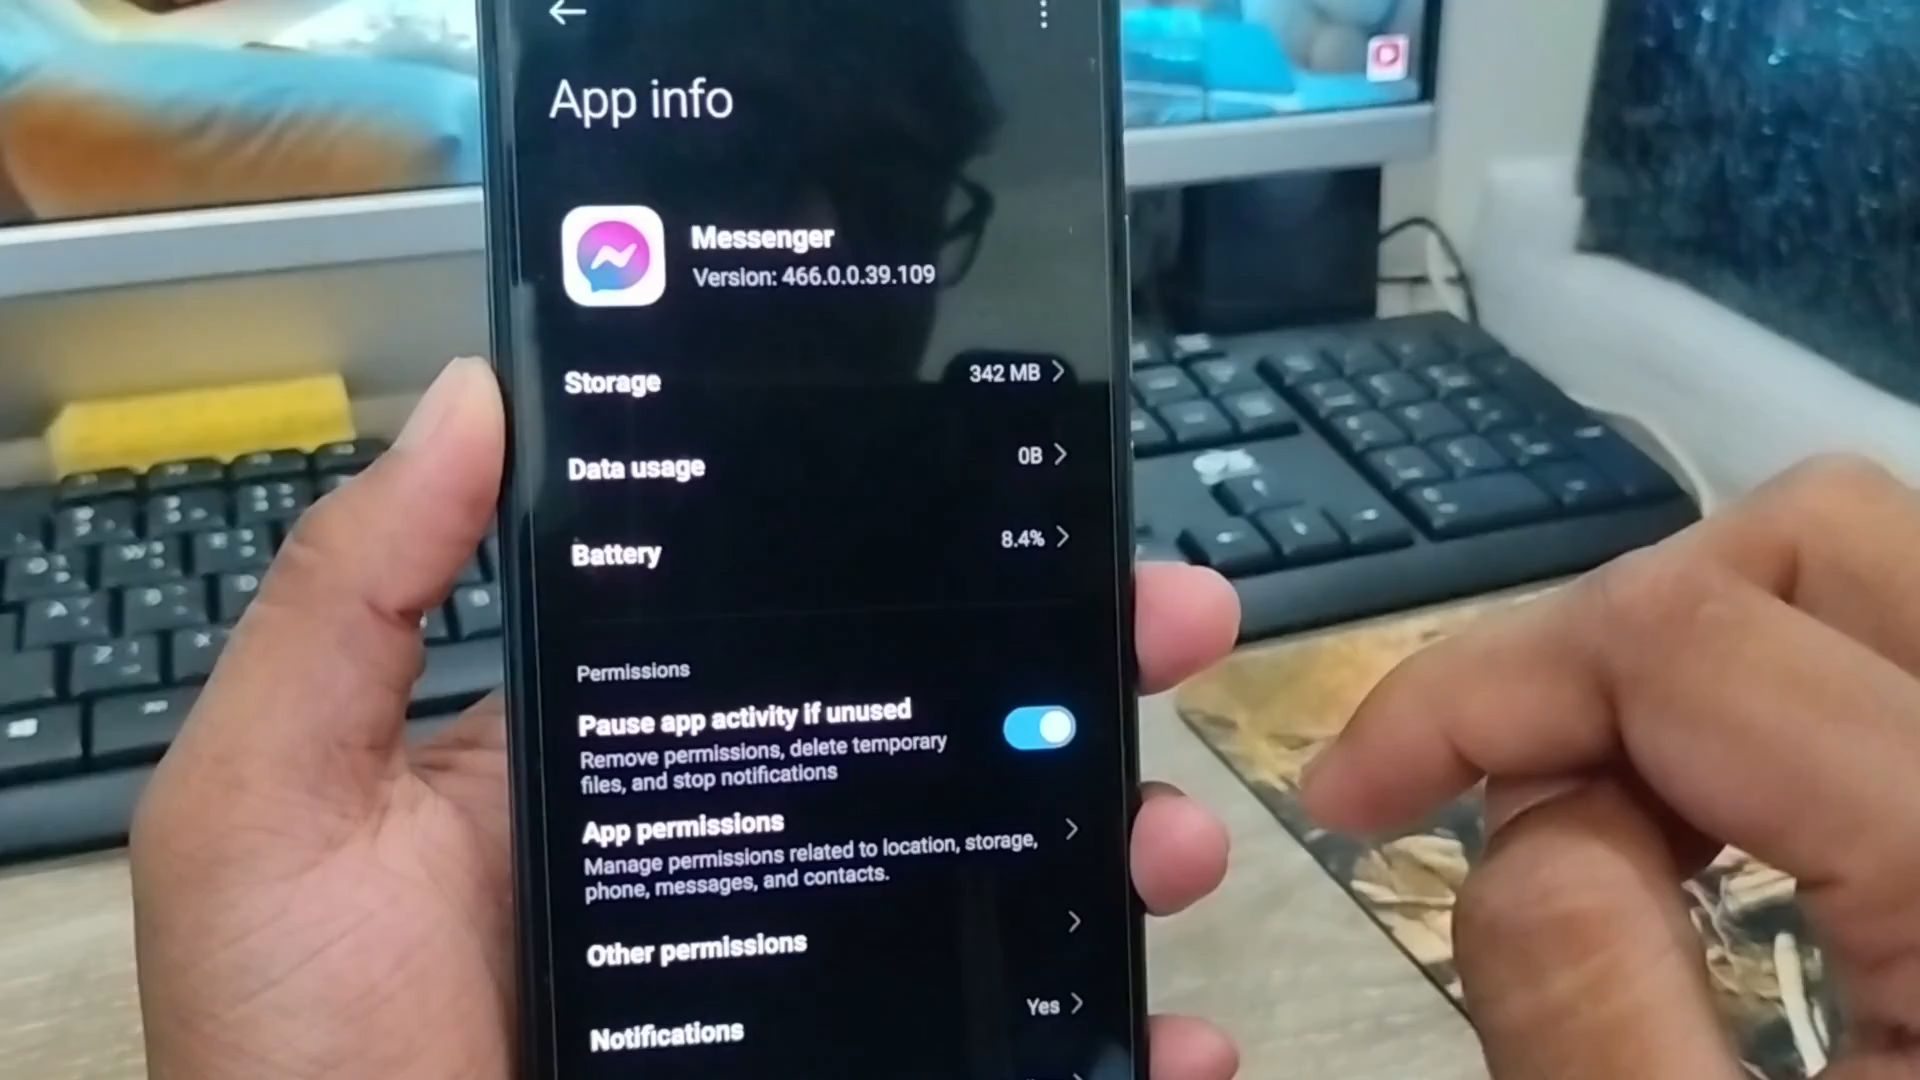 App info
Messenger
Version: 466.0.0.39.109
Storage
342 MB
Data usage
0B
Battery
8.4%
Permissions
Pause app activity if unused
Remove permissions, delete temporary
files, and stop notifications
App permissions
Manage permissions related to location, storage,
phone, messages, and contacts.
Other permissions
Notifications
Yes